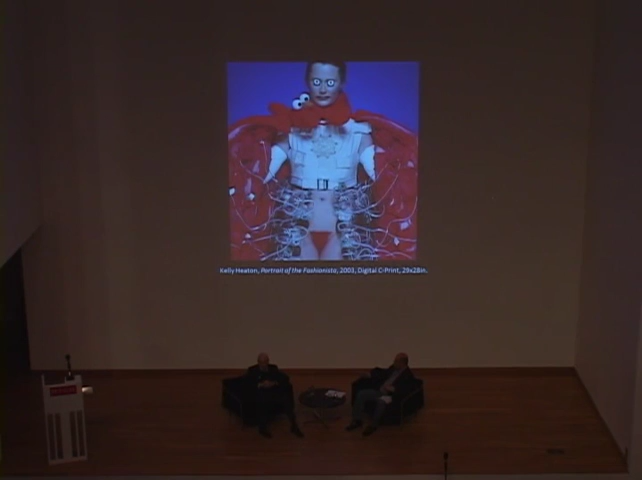 Kelly Heaton, Portrait of the Fashionista, 2003, Digital C-Print, 29x28in.